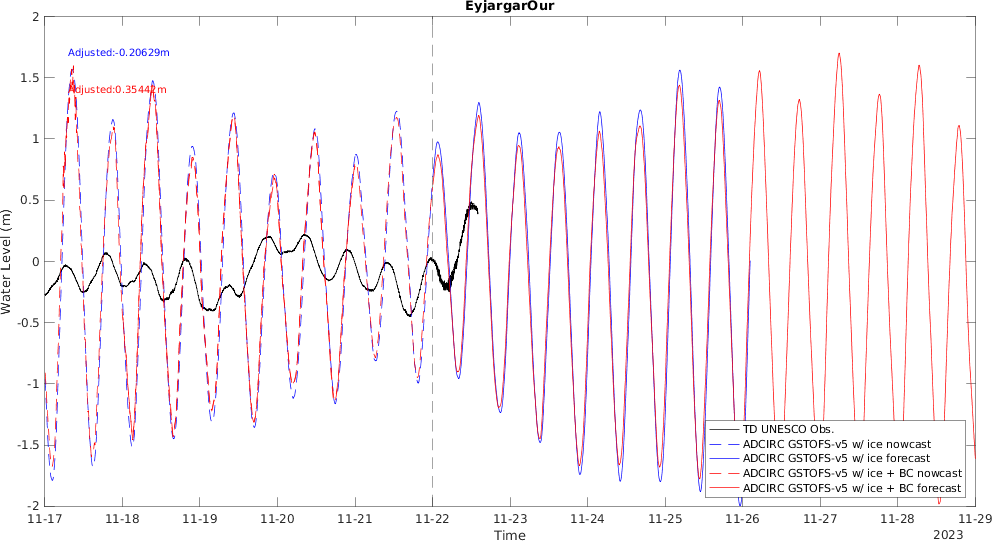 EyjargarOur
Adjusted:-0.20629m
Adjusted:0.35442m
Water Level (m)
2
1.5
1
0.5
0
-0.5
-1
-1.5
-2
TD UNESCO Obs.
ADCIRC GSTOFS-v5 w/ ice nowcast
ADCIRC GSTOFS-v5 w/ ice forecast
ADCIRC GSTOFS-v5 w/ ice + BC nowcast
ADCIRC GSTOFS-v5 w/ ice + BC forecast
11-17 11-18 11-19 11-20 11-21 11-22 11-23 11-24 11-25 11-26 11-27 11-28 11-29
Time
2023